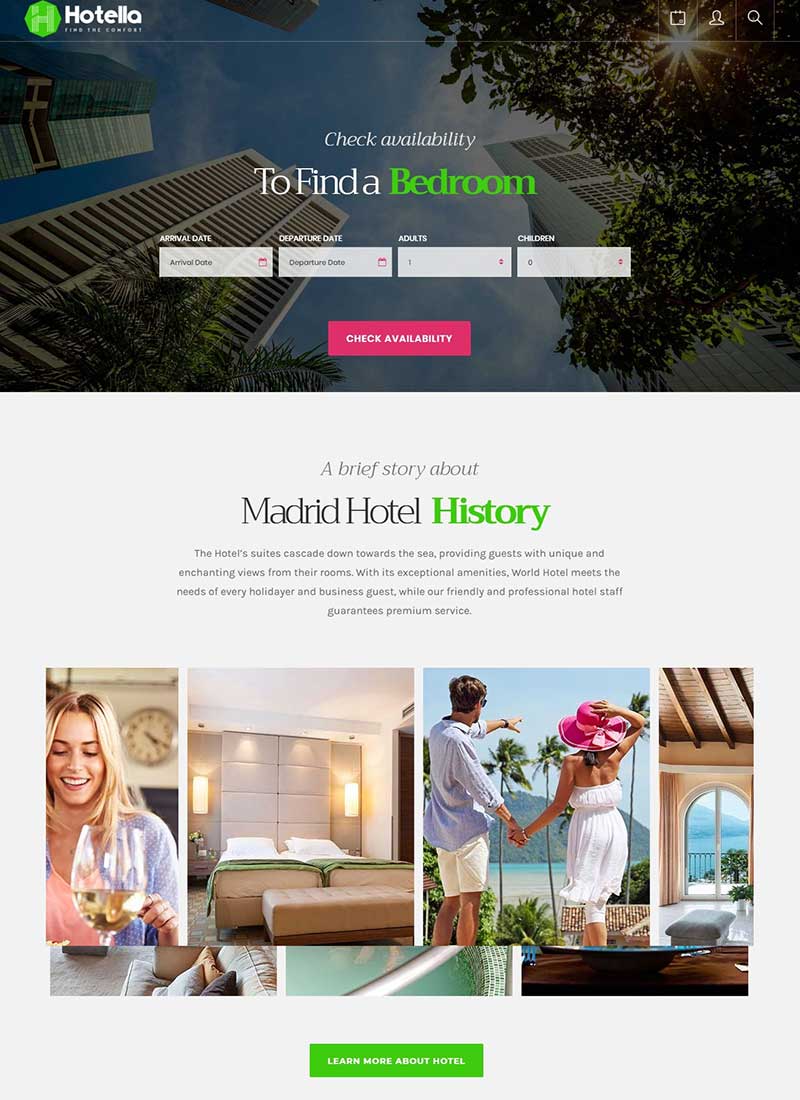 Hotella
FIND THE COMFORT
Check availability
To Find a Bedroom
ARRIVAL DATE DEPARTURE DATE ADULTS CHILDREN
Arrival Date Departure Date 1 0
CHECK AVAILABILITY
A brief story about
Madrid Hotel History
The Hotel's suites cascade down towards the sea, providing guests with unique and
enchanting views from their rooms. With its exceptional amenities, World Hotel meets the
needs of every holidayer and business guest, while our friendly and professional hotel staff
guarantees premium service.
LEARN MORE ABOUT HOTEL